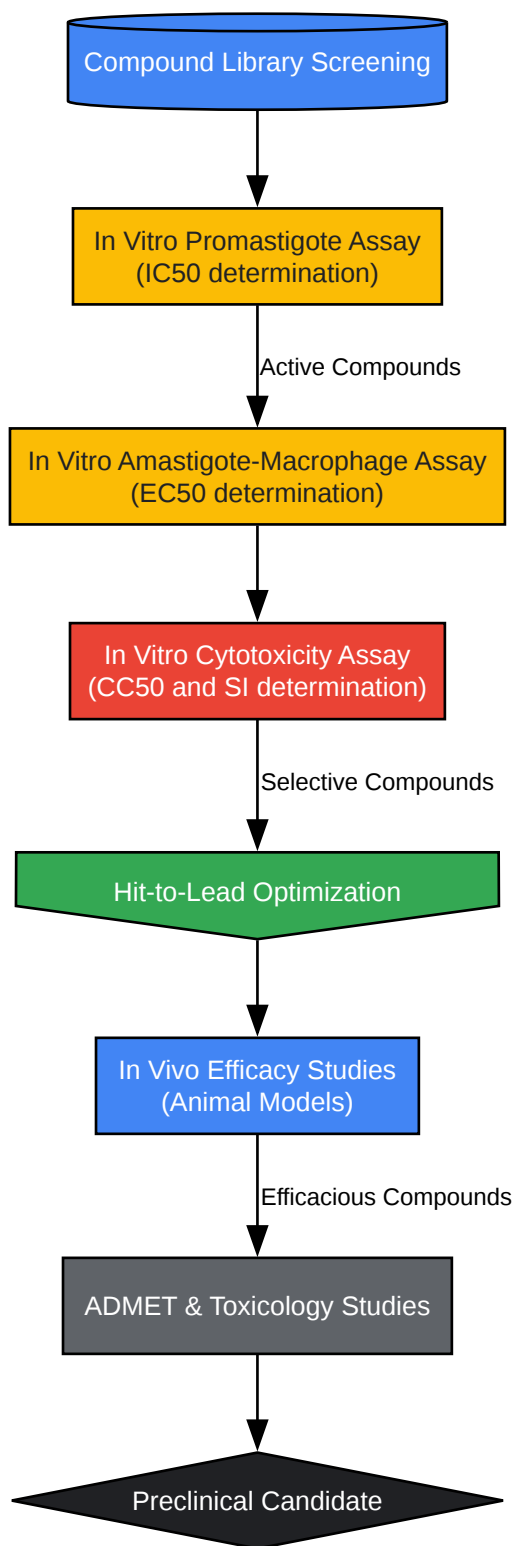 Compound Library Screening
In Vitro Promastigote Assay
(IC50 determination)
Active Compounds
In Vitro Amastigote-Macrophage Assay
(EC50 determination)
In Vitro Cytotoxicity Assay
(CC50 and SI determination)
Selective Compounds
Hit-to-Lead Optimization
In Vivo Efficacy Studies
(Animal Models)
Efficacious Compounds
ADMET & Toxicology Studies
Preclinical Candidate